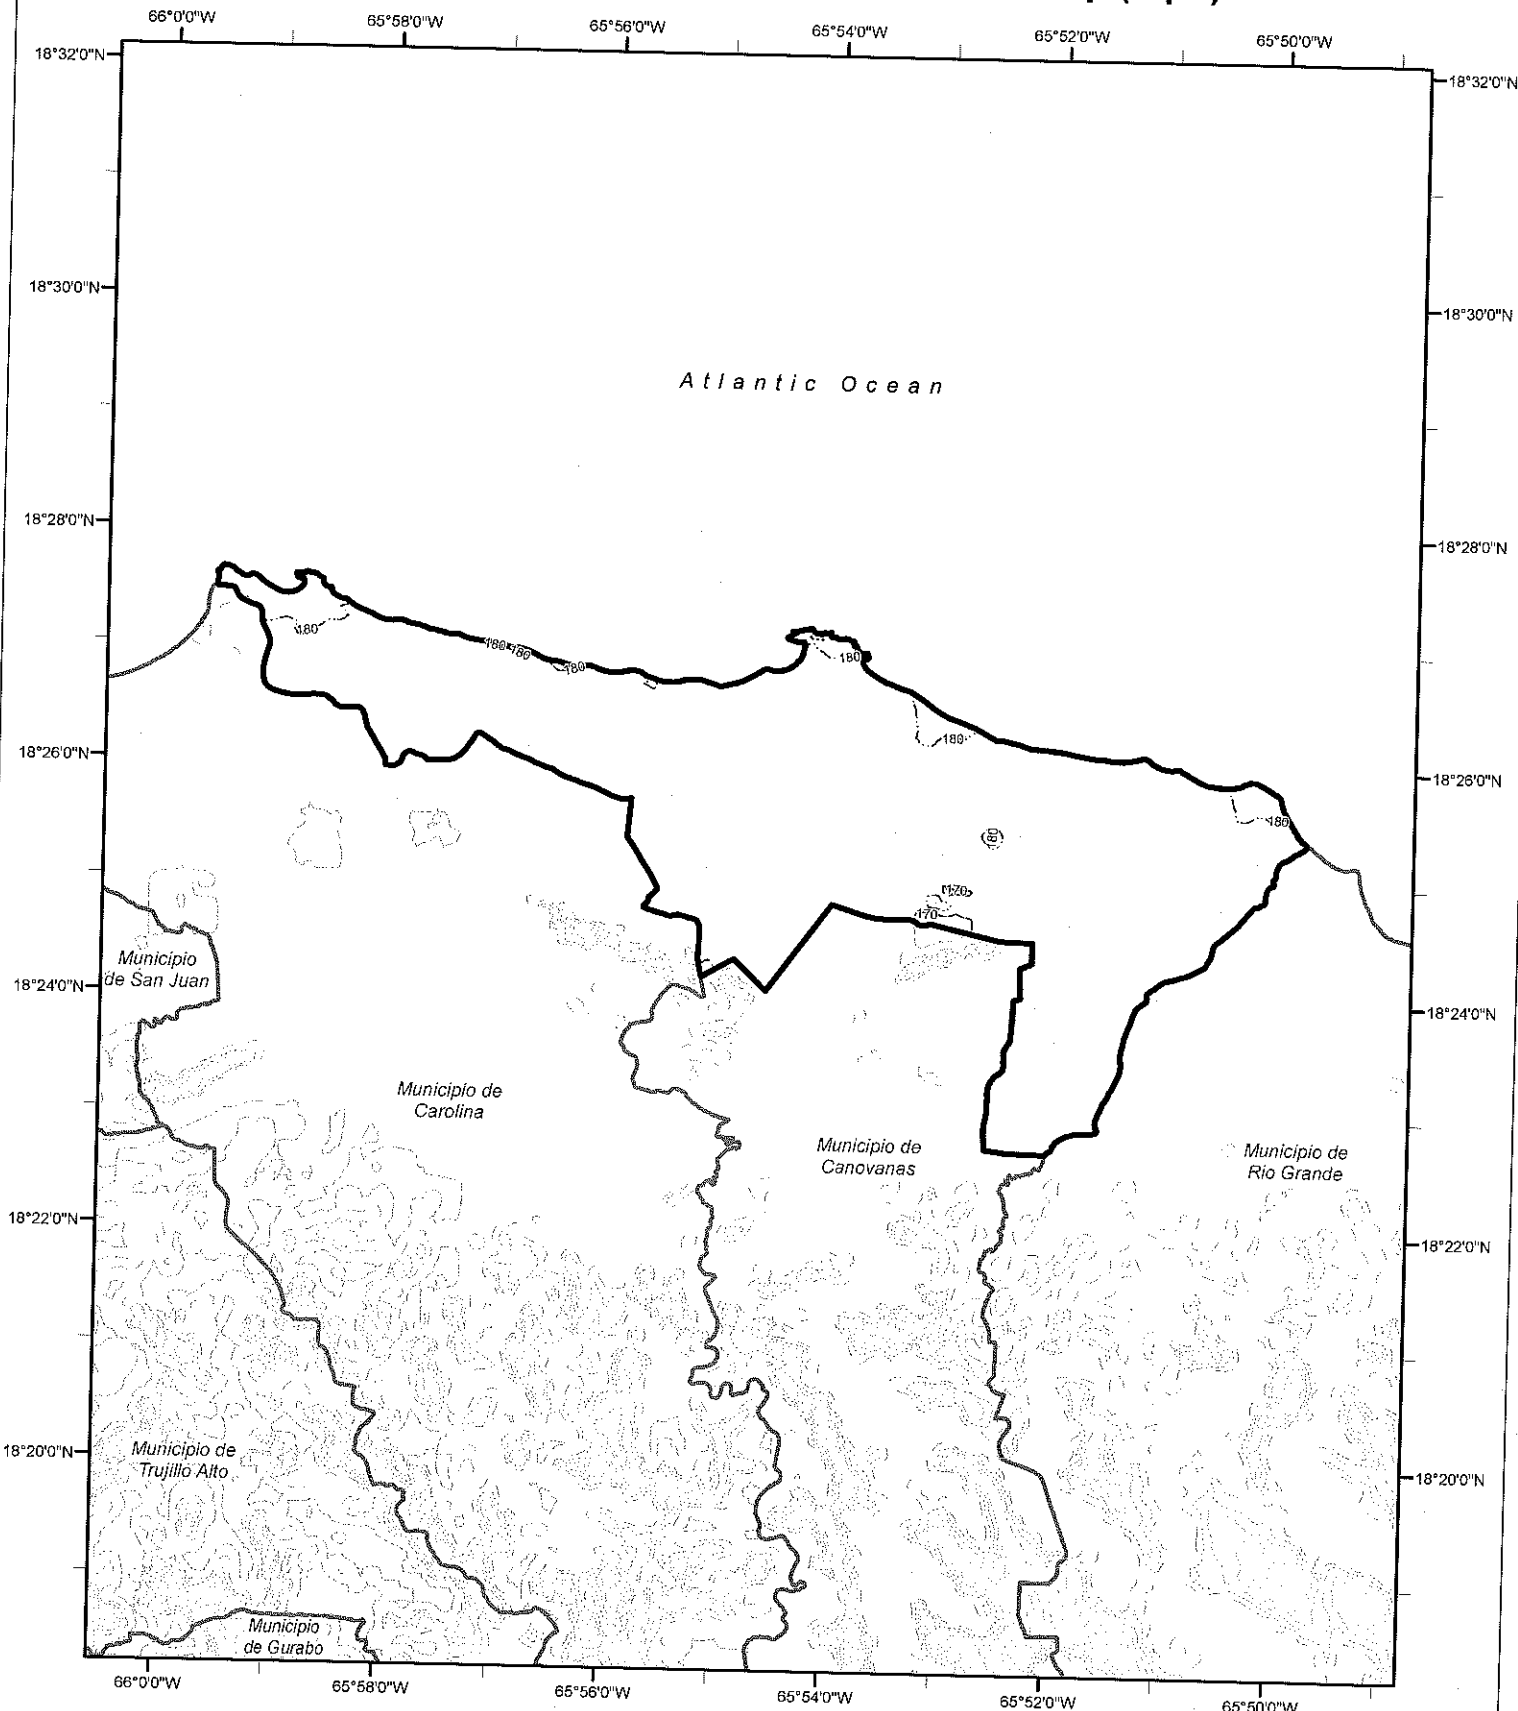 66°0'0"W
65°58'0"W
65°56'0"W
65°54'0"W
65°52'0"W
65°50'0"W
18°32'0"N
18°32'0"N
18°30'0"N
18°30'0"N
Atlantic Ocean
18°28'0"N
18°28'0"N
180
180
180
180
180
180
18°26'0"N
18°26'0"N
180
180
170
170
Municipio
de San Juan
18°24'0"N
18°24'0"N
Municipio de
Carolina
Municipio de
Canovanas
Municipio de
Rio Grande
18°22'0"N
18°22'0"N
Municipio de
Trujillo Alto
18°20'0"N
18°20'0"N
Municipio
de Gurabo
66°0'0"W
65°58'0"W
65°56'0"W
65°54'0"W
65°52'0"W
65°50'0"W